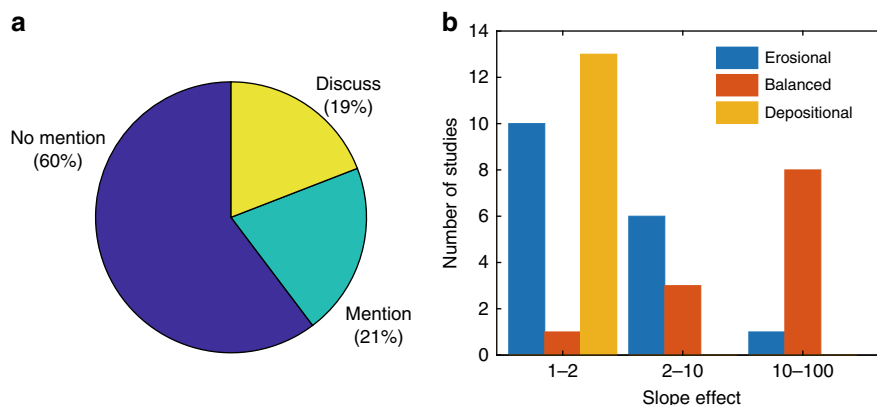 a
Discuss
(19%)
No mention
(60%)
Mention
(21%)
b
Number of studies
14
12
10
8
6
4
2
0
Erosional
Balanced
Depositional
1–2
2–10
10–100
Slope effect